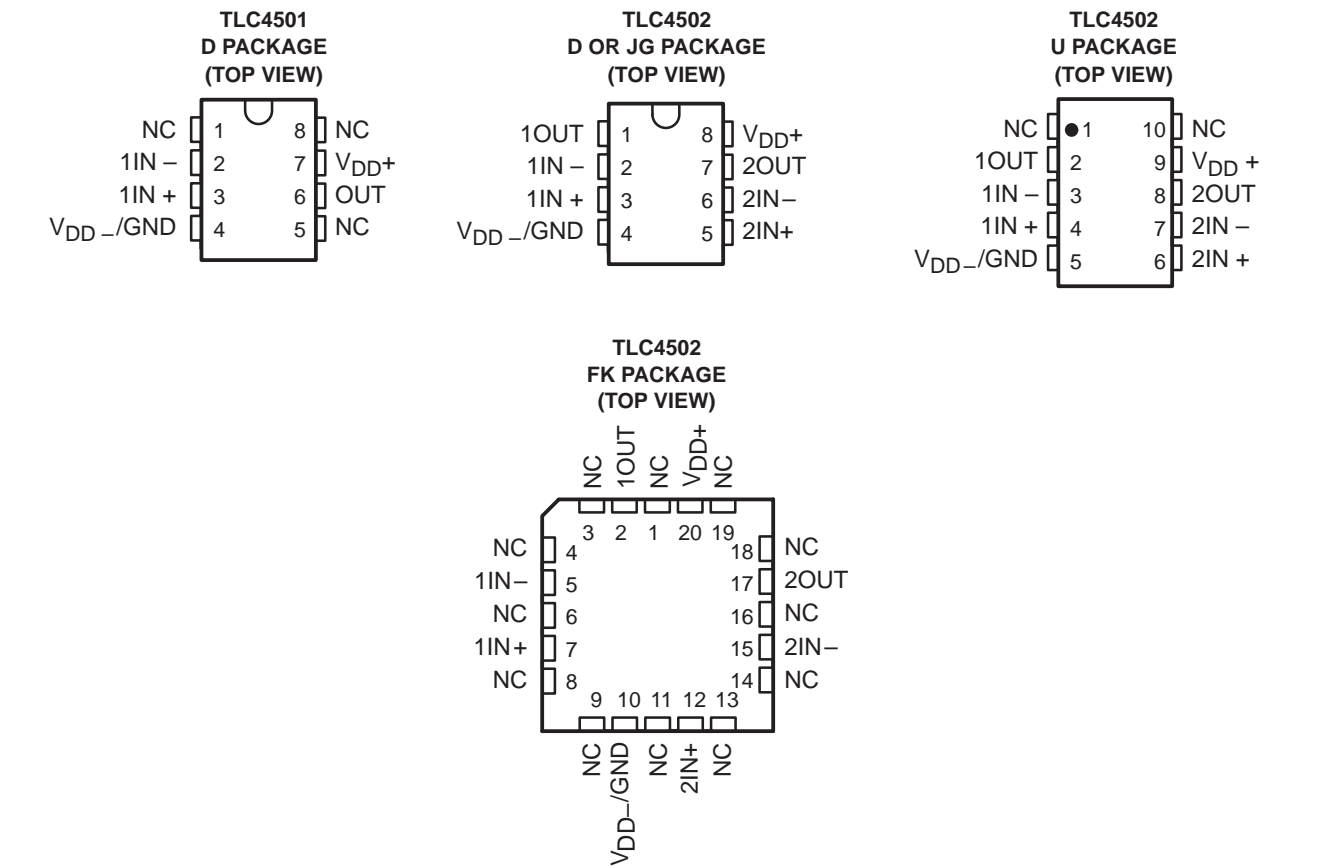 TLC4501
D PACKAGE
(TOP VIEW)
NC 1 8 NC
1IN – 2 7 VDD+
1IN + 3 6 OUT
VDD –/GND 4 5 NC
TLC4502
D OR JG PACKAGE
(TOP VIEW)
1OUT 1 8 VDD+
1IN – 2 7 2OUT
1IN + 3 6 2IN–
VDD –/GND 4 5 2IN+
TLC4502
U PACKAGE
(TOP VIEW)
NC 1 10 NC
1OUT 2 9 VDD +
1IN – 3 8 2OUT
1IN + 4 7 2IN –
VDD–/GND 5 6 2IN +
TLC4502
FK PACKAGE
(TOP VIEW)
NC 1OUT NC VDD+ NC
3 2 1 20 19
NC 4 18 NC
1IN– 5 17 2OUT
NC 6 16 NC
1IN+ 7 15 2IN–
NC 8 14 NC
9 10 11 12 13
NC VDD–/GND NC 2IN+ NC